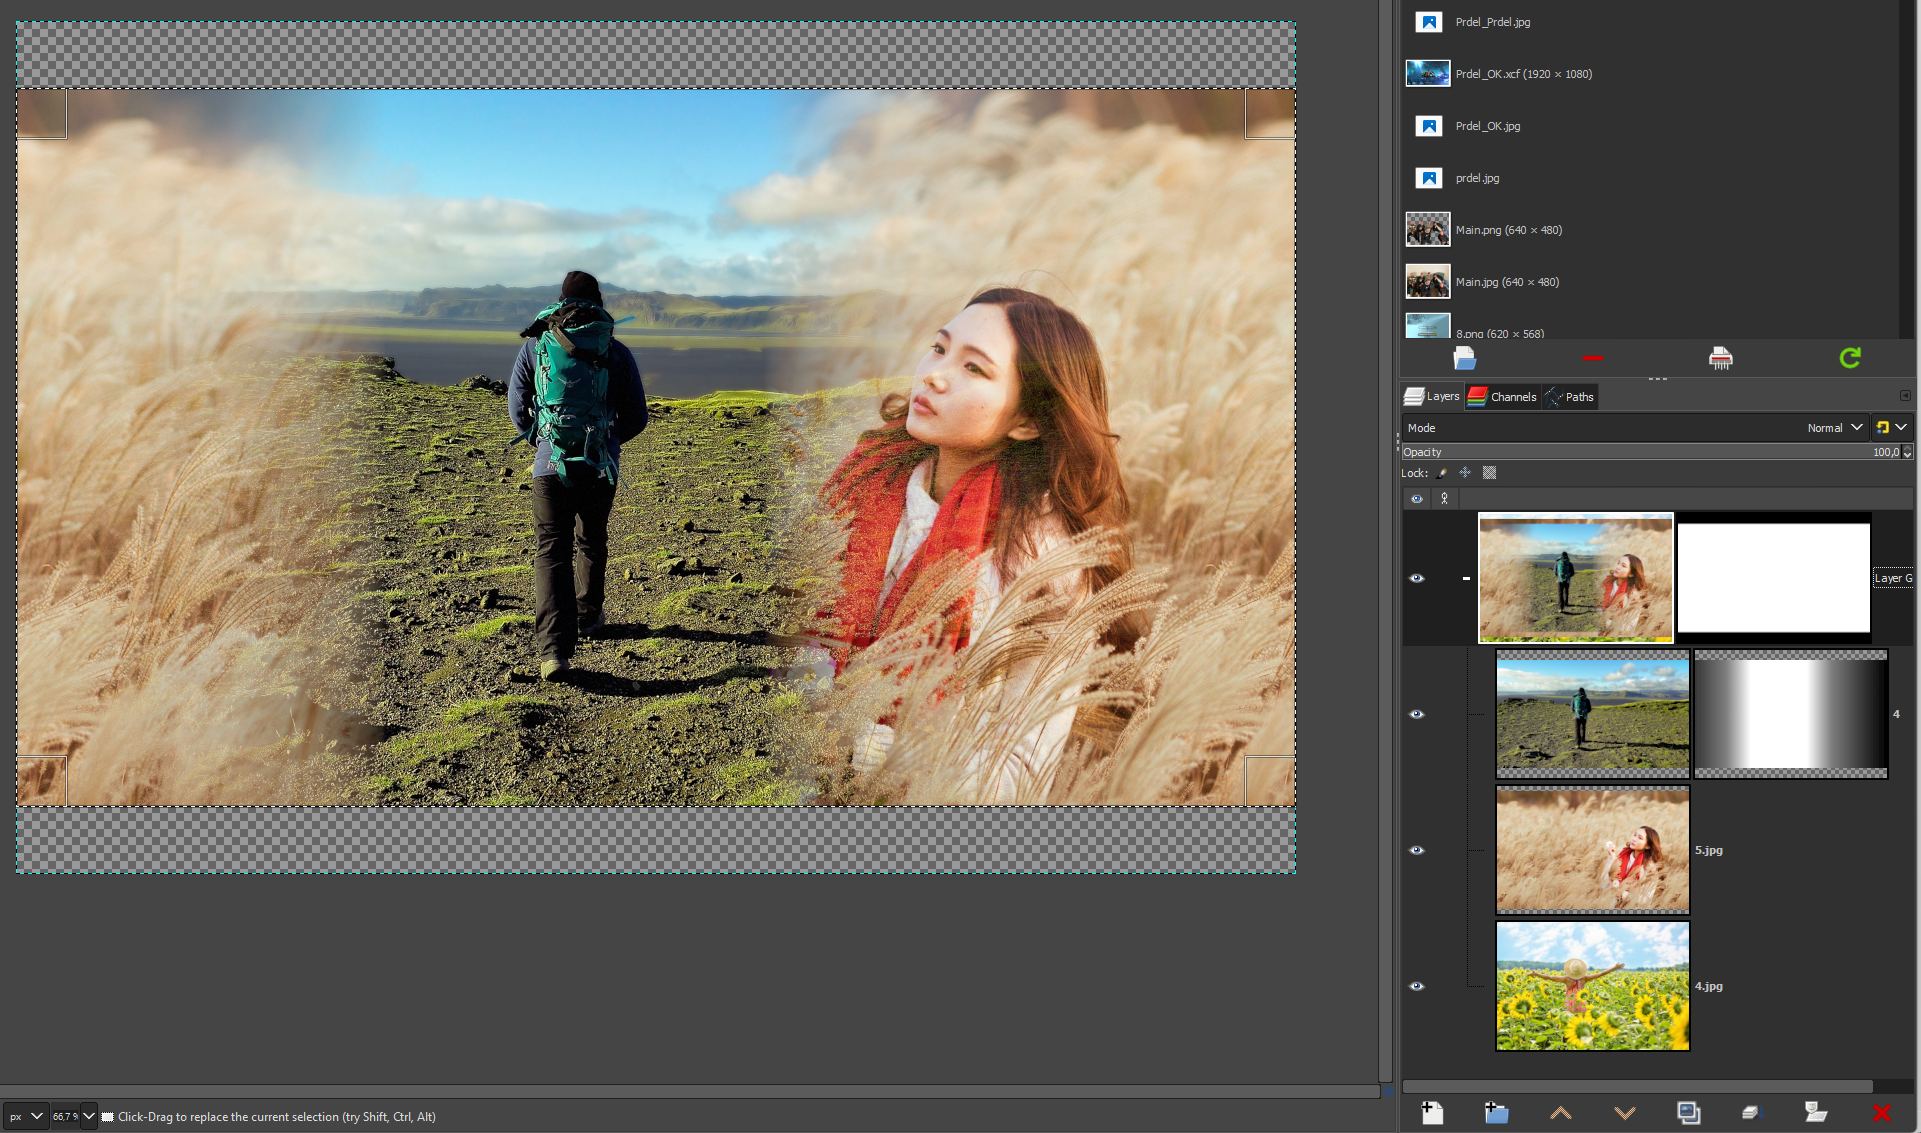 Prdel_Prdel.jpg
Prdel_OK.xcf (1920 × 1080)
Prdel_OK.jpg
prdel.jpg
Main.png (640 × 480)
Main.jpg (640 × 480)
8.png (620 × 568)
Layers
Channels
Paths
Mode
Normal
Opacity
100,0
Lock:
Layer G
4
5.jpg
4.jpg
px
66,7 %
Click-Drag to replace the current selection (try Shift, Ctrl, Alt)